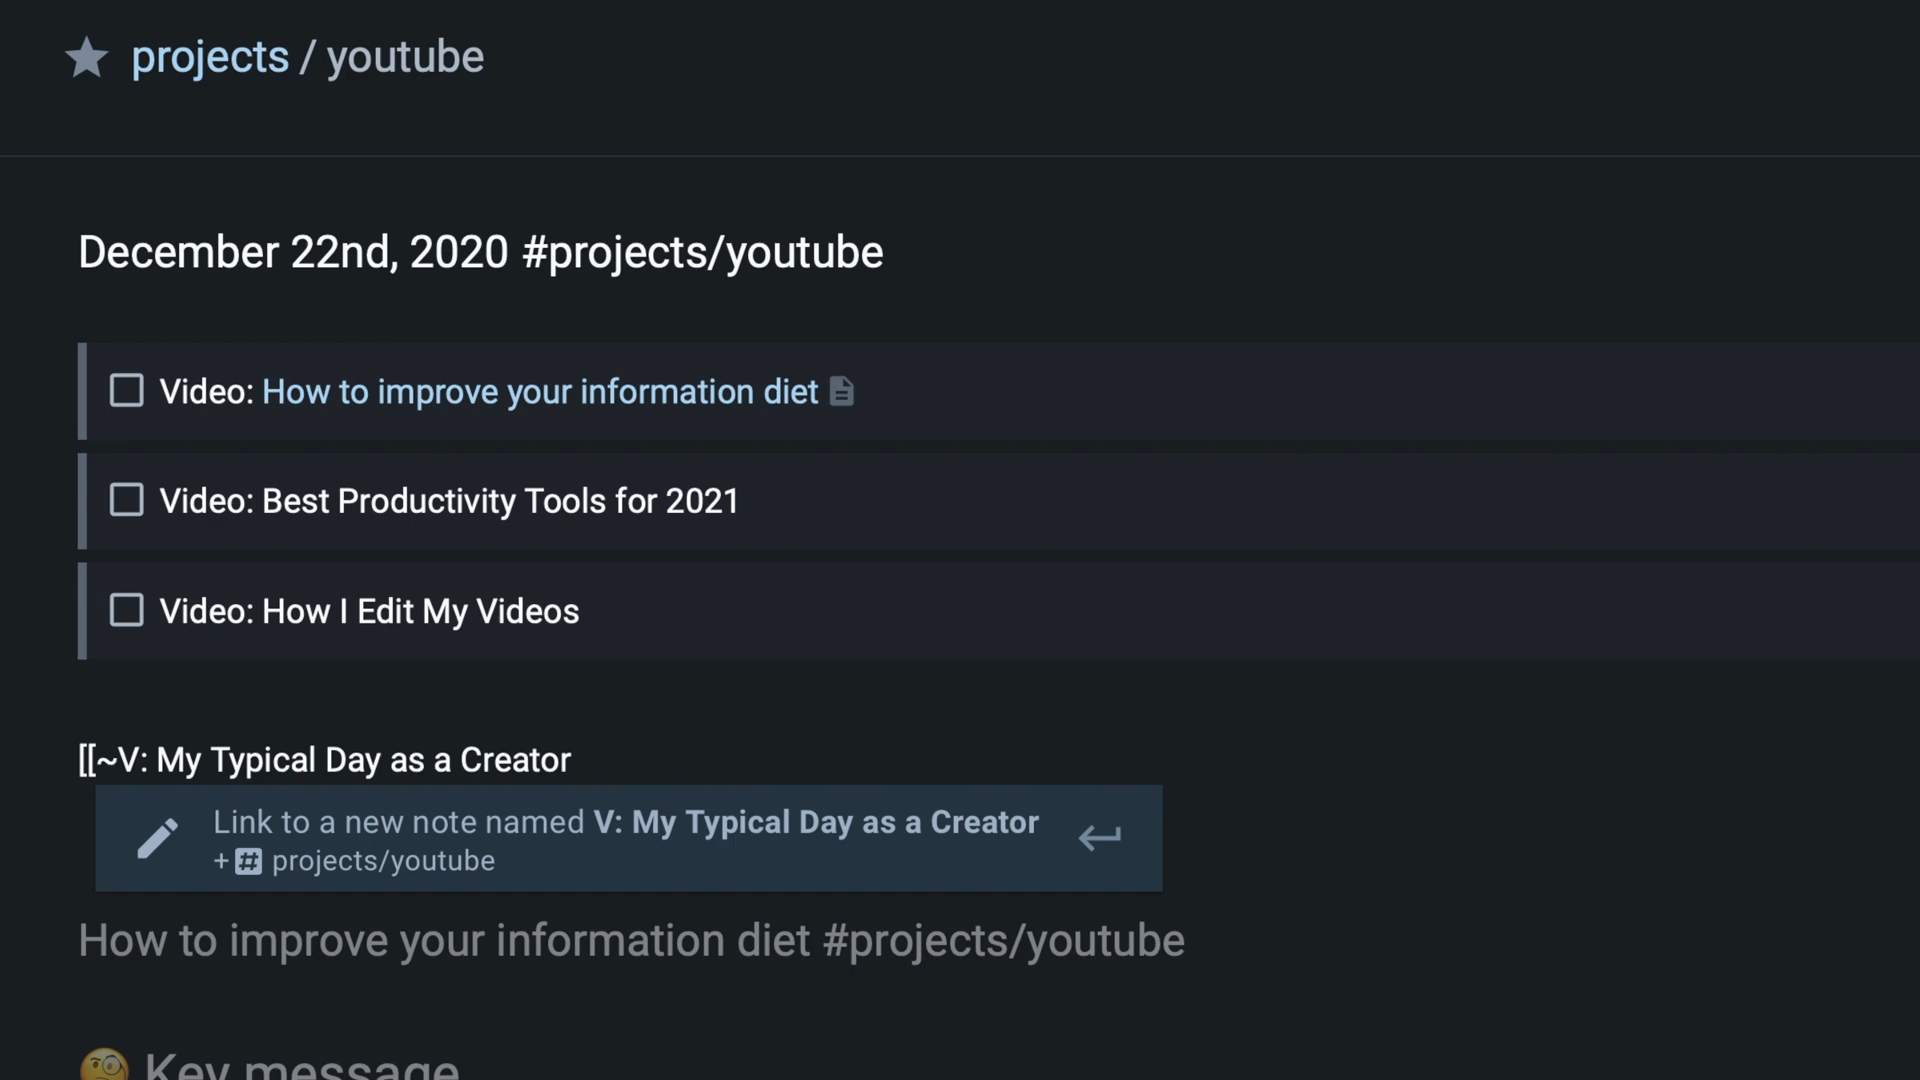 projects / youtube
December 22nd, 2020 #projects/youtube
Video: How to improve your information diet
Video: Best Productivity Tools for 2021
Video: How I Edit My Videos
[[~V: My Typical Day as a Creator
Link to a new note named V: My Typical Day as a Creator
+ # projects/youtube
How to improve your information diet #projects/youtube
Key message